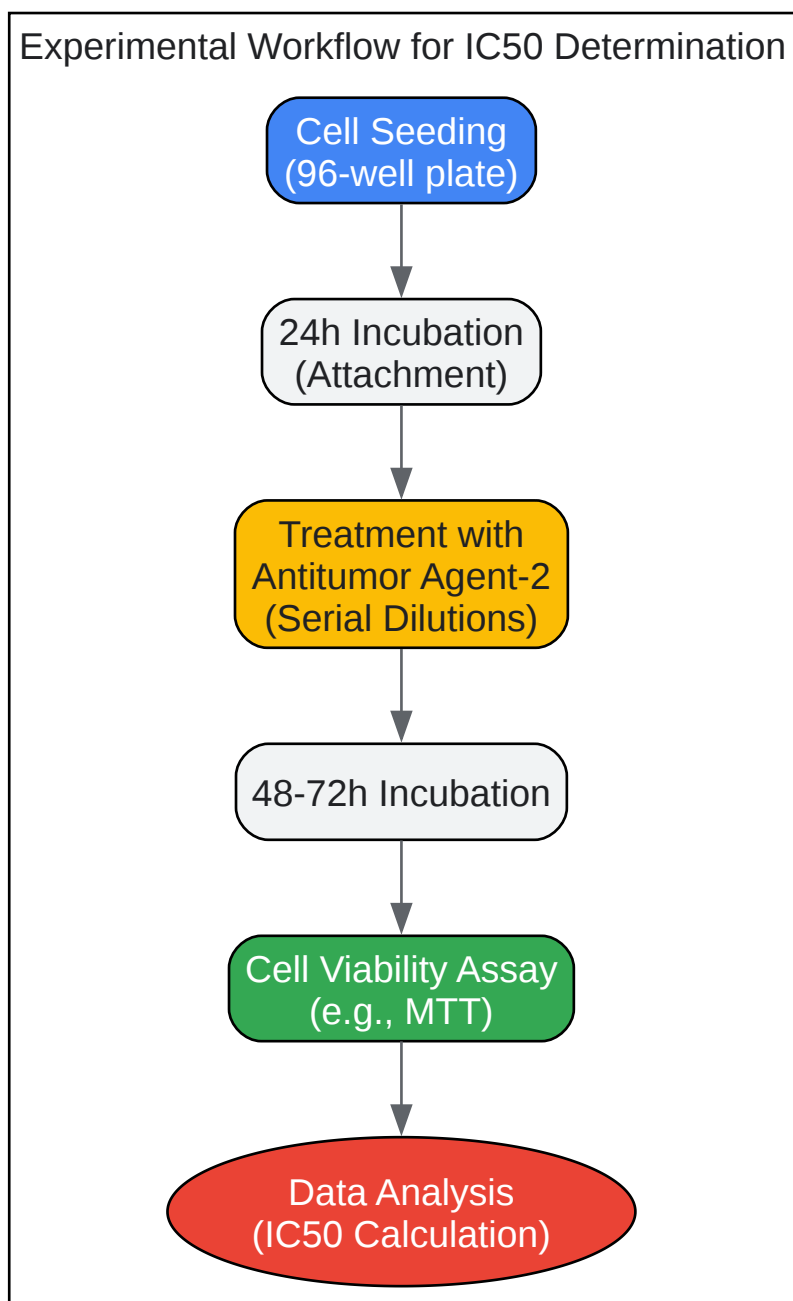 Experimental Workflow for IC50 Determination
Cell Seeding
(96-well plate)
24h Incubation
(Attachment)
Treatment with
Antitumor Agent-2
(Serial Dilutions)
48-72h Incubation
Cell Viability Assay
(e.g., MTT)
Data Analysis
(IC50 Calculation)